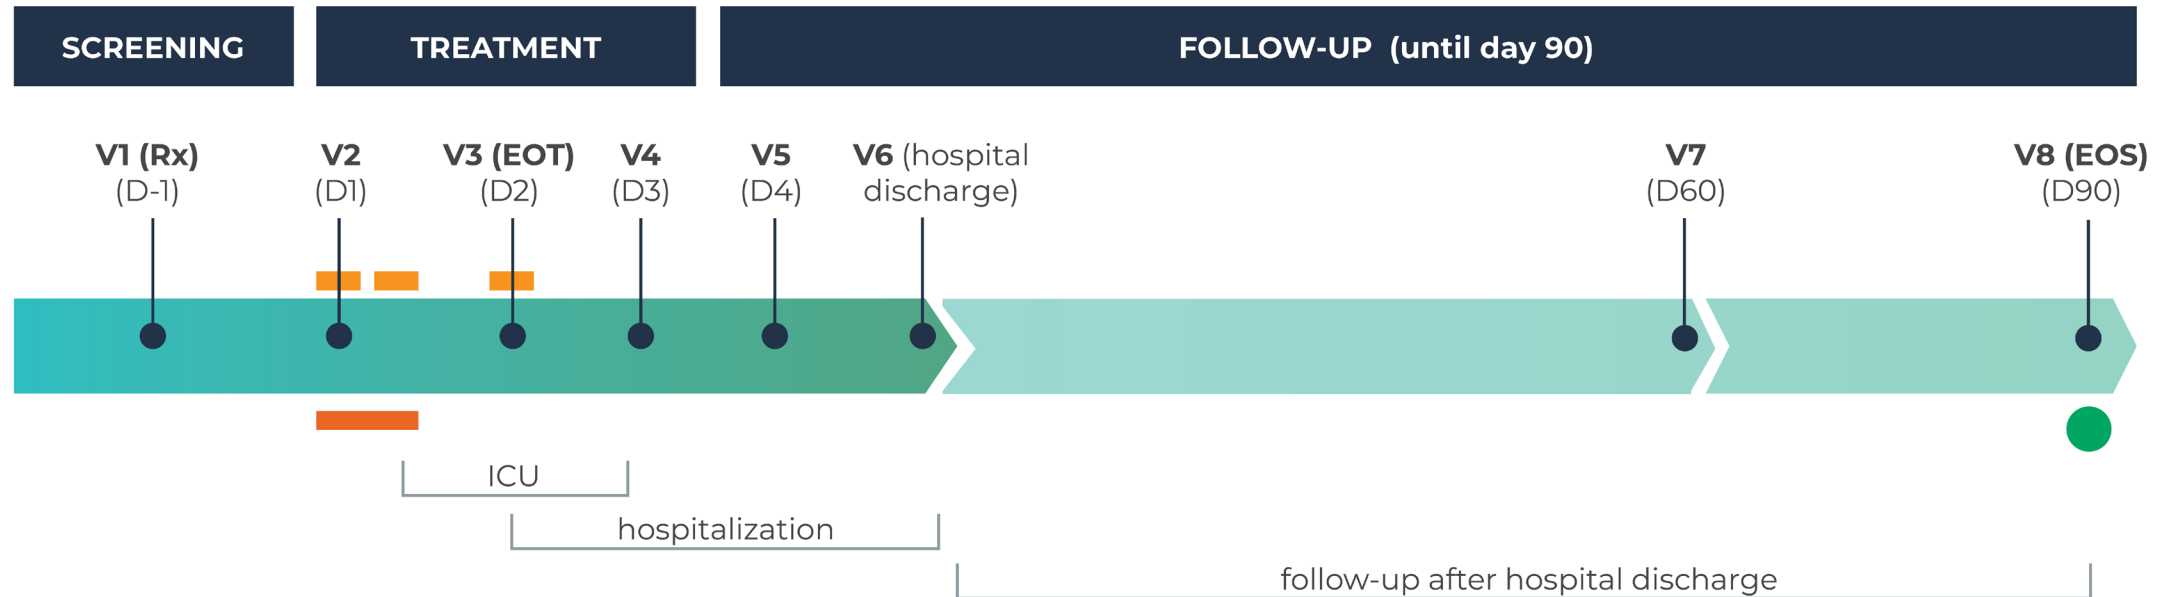 SCREENING
TREATMENT
FOLLOW-UP (until day 90)
V1 (Rx)
(D-1)
V2
(D1)
V3 (EOT)
(D2)
V4
(D3)
V5
(D4)
V6 (hospital
discharge)
V7
(D60)
V8 (EOS)
(D90)
ICU
hospitalization
follow-up after hospital discharge